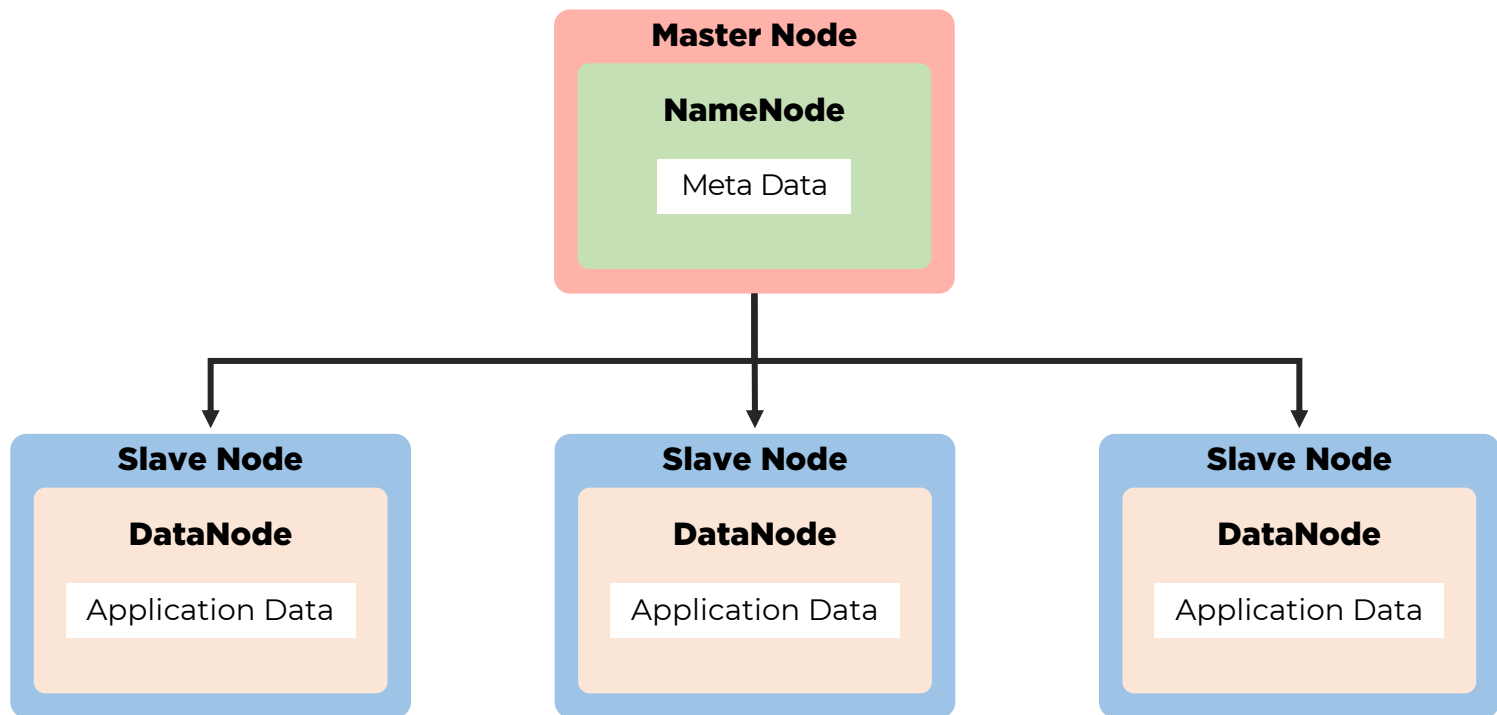 Master Node
NameNode
Meta Data
Slave Node
Slave Node
Slave Node
DataNode
DataNode
DataNode
Application Data
Application Data
Application Data